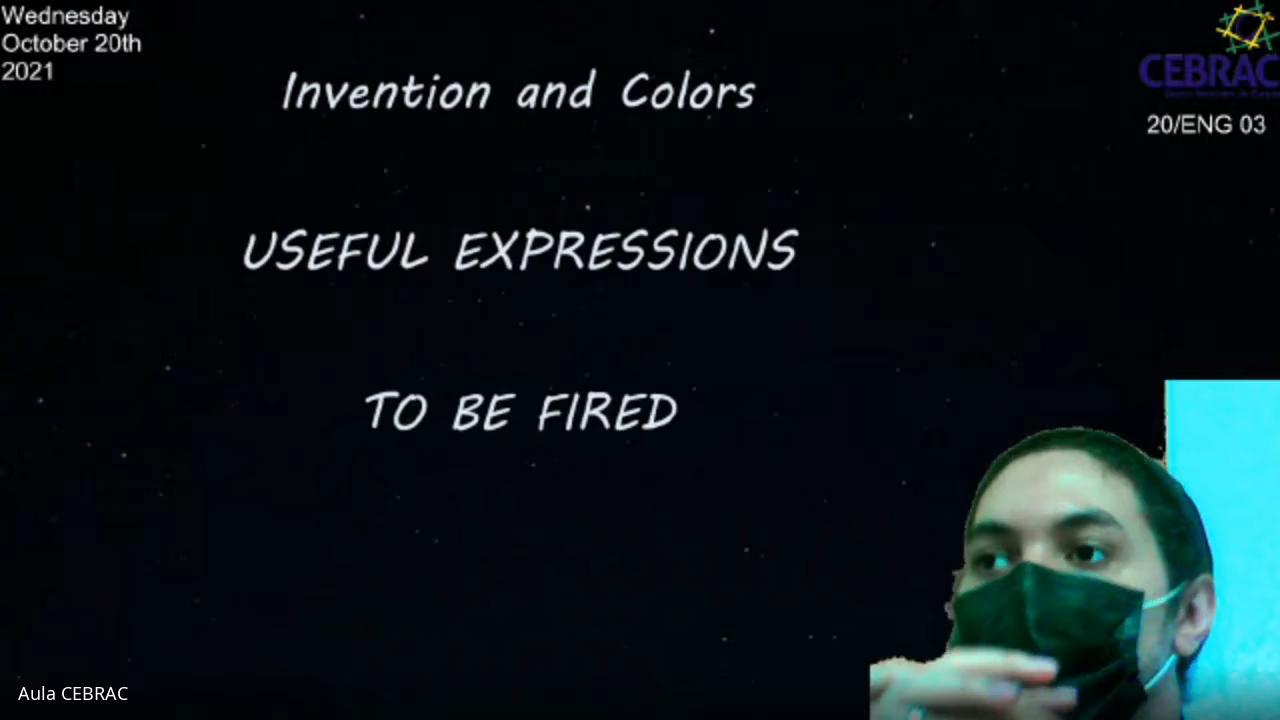 Wednesday
October 20th
2021
Invention and Colors
CEBRAC
20/ENG 03
USEFUL EXPRESSIONS
TO BE FIRED
Aula CEBRAC